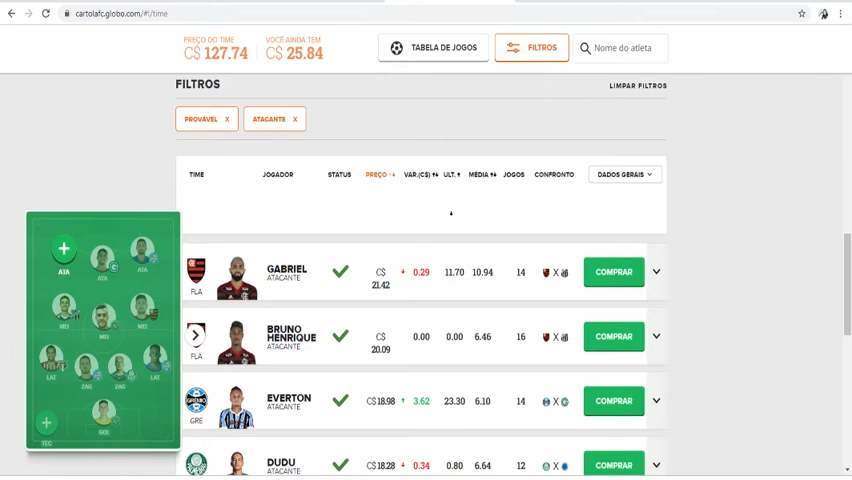 cartolafc.globo.com/#!/time
PREÇO DO TIME
C$ 127.74
VOCÊ AINDA TEM
C$ 25.84
TABELA DE JOGOS
FILTROS
Nome do atleta
FILTROS
LIMPAR FILTROS
PROVÁVEL X
ATACANTE X
TIME JOGADOR STATUS PREÇO VAR.(C$) ULT. MÉDIA JOGOS CONFRONTO DADOS GERAIS
FLA
GABRIEL
ATACANTE
C$
21.42
0.29 11.70 10.94 14 X COMPRAR
FLA
BRUNO
HENRIQUE
ATACANTE
C$
20.09
0.00 0.00 6.46 16 X COMPRAR
GRE
EVERTON
ATACANTE
C$ 18.98 3.62 23.30 6.10 14 X COMPRAR
DUDU
ATACANTE
C$ 18.28 0.34 0.80 6.64 12 X COMPRAR
ATA
ATA
ATA
MEI
MEI
MEI
LAT
ZAG
ZAG
LAT
GOL
TEC